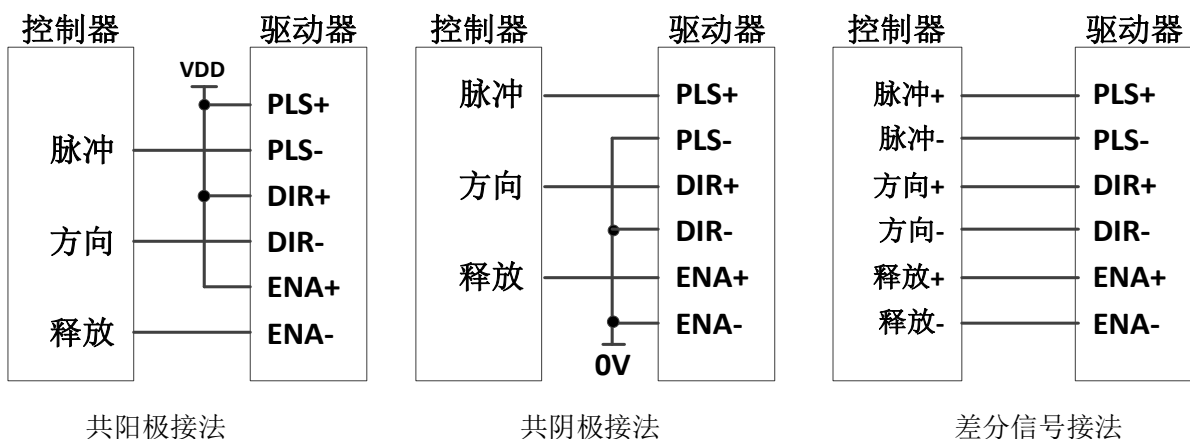 控制器
驱动器
VDD
PLS+
脉冲
PLS-
DIR+
方向
DIR-
ENA+
释放
ENA-
共阳极接法
控制器
驱动器
脉冲
PLS+
PLS-
方向
DIR+
DIR-
释放
ENA+
ENA-
0V
共阴极接法
控制器
驱动器
脉冲+
PLS+
脉冲-
PLS-
方向+
DIR+
方向-
DIR-
释放+
ENA+
释放-
ENA-
差分信号接法